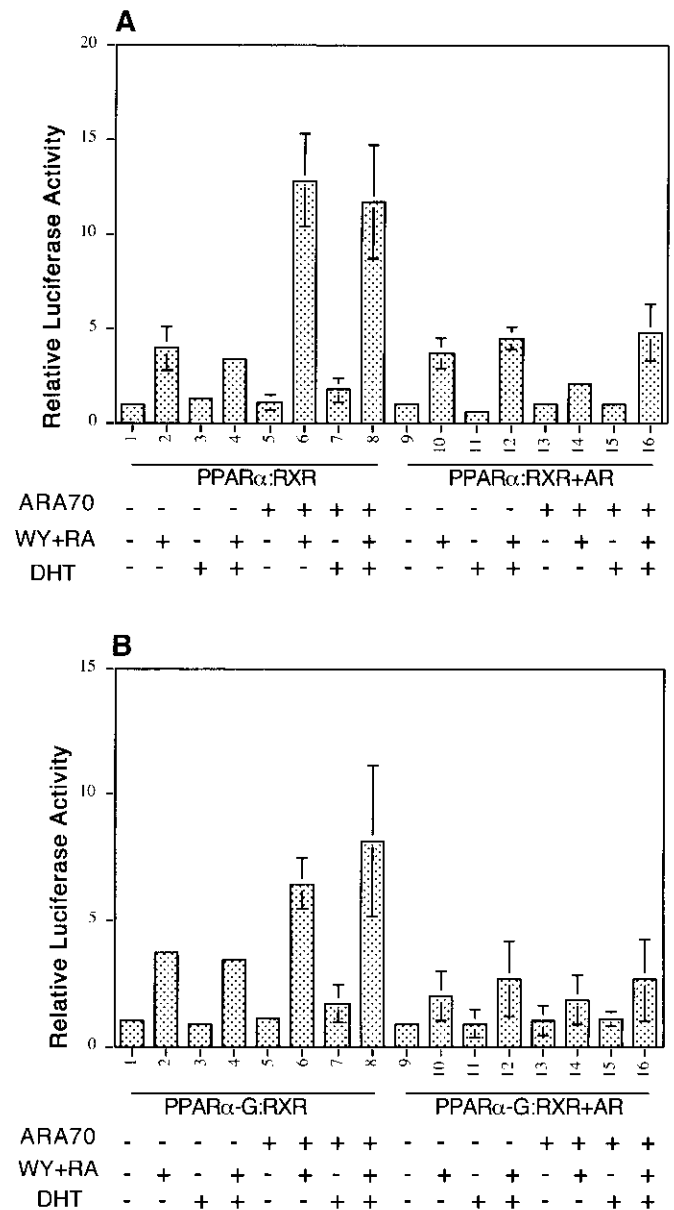 A
Relative Luciferase Activity
20
15
10
5
0
1 2 3 4 5 6 7 8 9 10 11 12 13 14 15 16
PPARα:RXR PPARα:RXR+AR
ARA70 - - - - + + + + - - - - + + + +
WY+RA - + - + - + - + - + - + - + - +
DHT - - + + - - + + - - + + - - + +
B
Relative Luciferase Activity
15
10
5
0
1 2 3 4 5 6 7 8 9 10 11 12 13 14 15 16
PPARα-G:RXR PPARα-G:RXR+AR
ARA70 - - - - + + + + - - - - + + + +
WY+RA - + - + - + - + - + - + - + - +
DHT - - + + - - + + - - + + - - + +